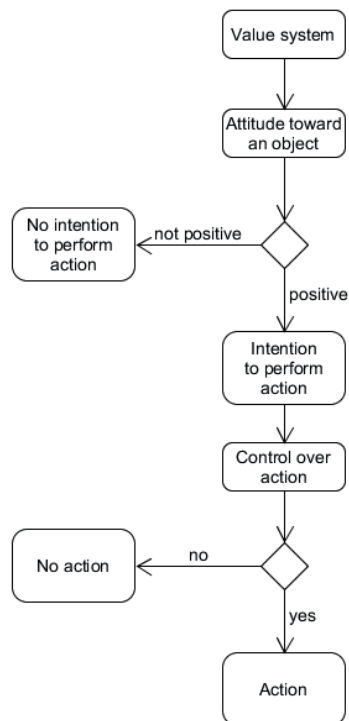 Value system
Attitude toward
an object
not positive
No intention
to perform
action
positive
Intention
to perform
action
Control over
action
no
No action
yes
Action